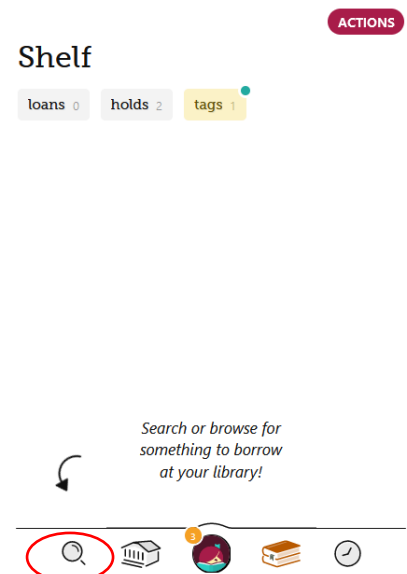 ACTIONS
Shelf
loans 0 holds 2 tags 1
Search or browse for
something to borrow
at your library!
3